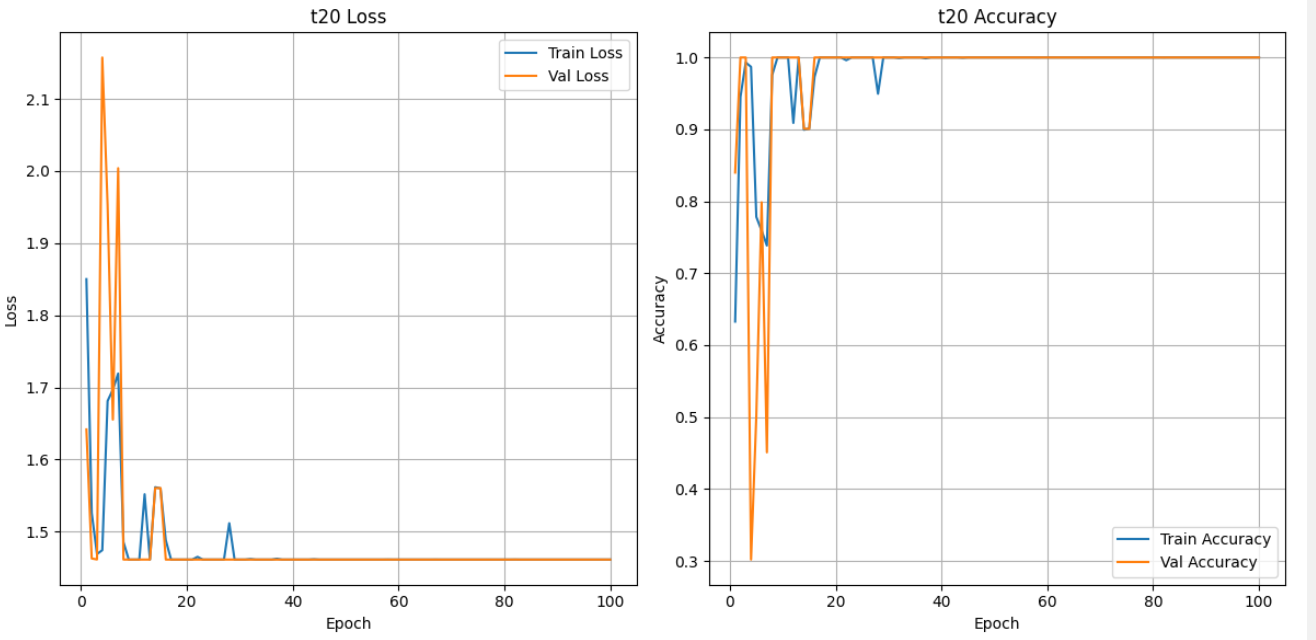 t20 Loss
Train Loss
Val Loss
2.1
2.0
1.9
1.8
1.7
1.6
1.5
Loss
0 20 40 60 80 100
Epoch
t20 Accuracy
1.0
0.9
0.8
0.7
0.6
0.5
0.4
0.3
Accuracy
Train Accuracy
Val Accuracy
0 20 40 60 80 100
Epoch